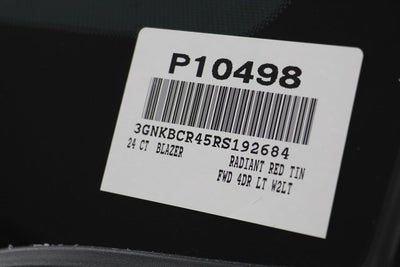 P10498
3GNKBCR45RS192684
24 CT BLAZER RADIANT RED TIN
FWD 4DR LT W2LT